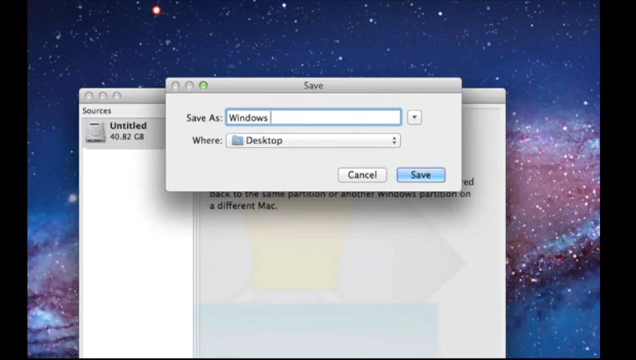 Save
Sources
Save As: Windows
Untitled
40.82 GB
Where: Desktop
Cancel Save
red
back to the same partition or another Windows partition on
a different Mac.